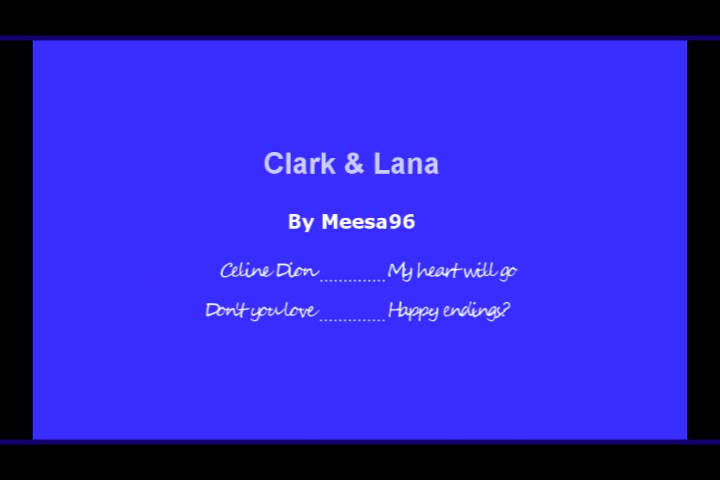 Clark & Lana
By Meesa96
Celine Dion.............My heart will go
Don't you love.............Happy endings?